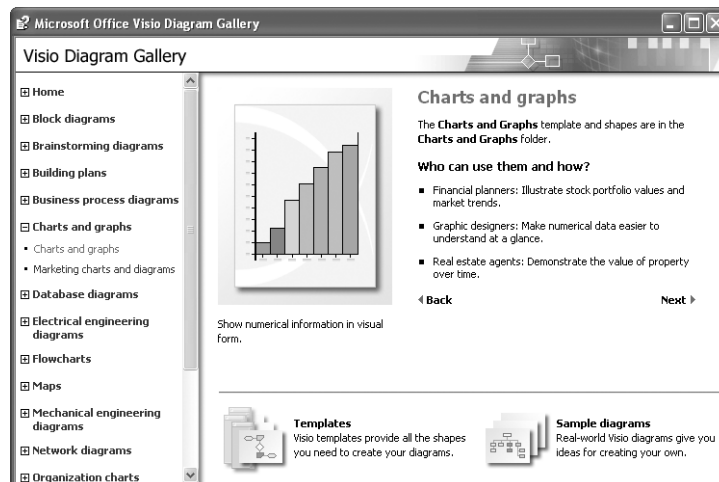 Microsoft Office Visio Diagram Gallery
Visio Diagram Gallery
Home
Block diagrams
Brainstorming diagrams
Building plans
Business process diagrams
Charts and graphs
Charts and graphs
Marketing charts and diagrams
Database diagrams
Electrical engineering
diagrams
Flowcharts
Maps
Mechanical engineering
diagrams
Network diagrams
Organization charts
Show numerical information in visual
form.
Charts and graphs
The Charts and Graphs template and shapes are in the
Charts and Graphs folder.
Who can use them and how?
Financial planners: Illustrate stock portfolio values and
market trends.
Graphic designers: Make numerical data easier to
understand at a glance.
Real estate agents: Demonstrate the value of property
over time.
Back
Next
Templates
Visio templates provide all the shapes
you need to create your diagrams.
Sample diagrams
Real-world Visio diagrams give you
ideas for creating your own.